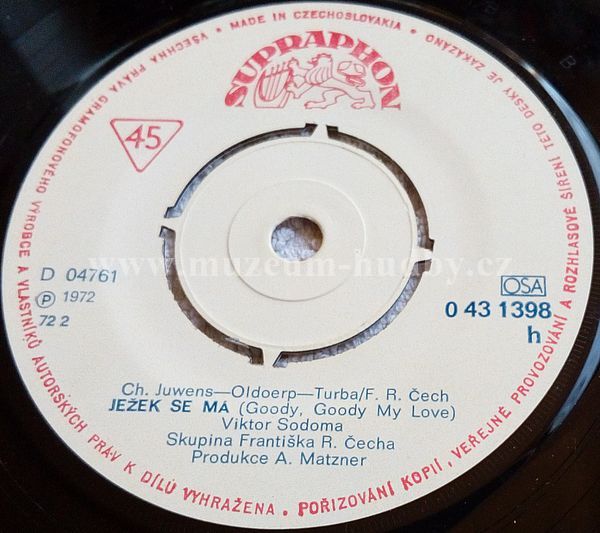 MADE IN CZECHOSLOVAKIA
SUPRAPHON
45
D 04761
Ⓟ 1972
72 2
OSA
0 43 1398
h
www.muzeum-hudby.cz
Ch. Juwens—Oldoerp—Turba/F. R. Čech
JEŽEK SE MÁ (Goody, Goody My Love)
Viktor Sodoma
Skupina Františka R. Čecha
Produkce A. Matzner
VŠECHNA PRÁVA GRAMOFONOVÉHO VÝROBCE A VLASTNÍKŮ AUTORSKÝCH PRÁV K DÍLŮ VYHRAŽENA. POŘIZOVÁNÍ KOPIÍ, VEŘEJNÉ PROVOZOVÁNÍ A ROZHLASOVÉ ŠÍŘENÍ TÉTO DESKY JE ZAKÁZÁNO